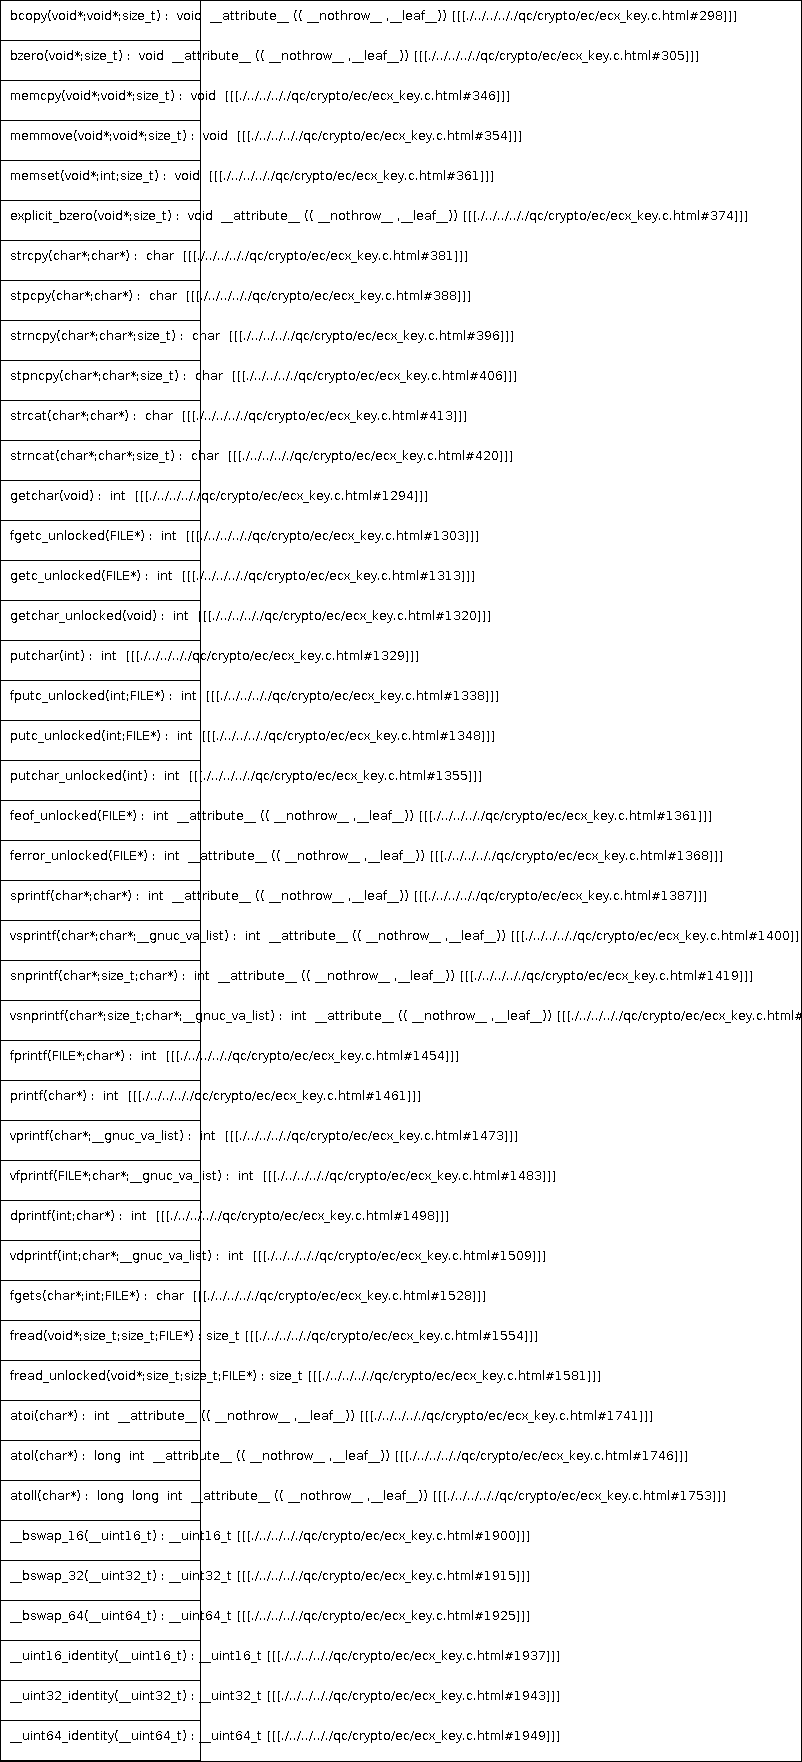 bcopy(void*;void*;size_t) :  void  __attribute__ (( __nothrow__ ,__leaf__)) [[[./../../../../qc/crypto/ec/ecx_key.c.html#298]]]
bzero(void*;size_t) :  void  __attribute__ (( __nothrow__ ,__leaf__)) [[[./../../../../qc/crypto/ec/ecx_key.c.html#305]]]
memcpy(void*;void*;size_t) :  void  [[[./../../../../qc/crypto/ec/ecx_key.c.html#346]]]
memmove(void*;void*;size_t) :  void  [[[./../../../../qc/crypto/ec/ecx_key.c.html#354]]]
memset(void*;int;size_t) :  void  [[[./../../../../qc/crypto/ec/ecx_key.c.html#361]]]
explicit_bzero(void*;size_t) :  void  __attribute__ (( __nothrow__ ,__leaf__)) [[[./../../../../qc/crypto/ec/ecx_key.c.html#374]]]
strcpy(char*;char*) :  char  [[[./../../../../qc/crypto/ec/ecx_key.c.html#381]]]
stpcpy(char*;char*) :  char  [[[./../../../../qc/crypto/ec/ecx_key.c.html#388]]]
strncpy(char*;char*;size_t) :  char  [[[./../../../../qc/crypto/ec/ecx_key.c.html#396]]]
stpncpy(char*;char*;size_t) :  char  [[[./../../../../qc/crypto/ec/ecx_key.c.html#406]]]
strcat(char*;char*) :  char  [[[./../../../../qc/crypto/ec/ecx_key.c.html#413]]]
strncat(char*;char*;size_t) :  char  [[[./../../../../qc/crypto/ec/ecx_key.c.html#420]]]
getchar(void) :  int  [[[./../../../../qc/crypto/ec/ecx_key.c.html#1294]]]
fgetc_unlocked(FILE*) :  int  [[[./../../../../qc/crypto/ec/ecx_key.c.html#1303]]]
getc_unlocked(FILE*) :  int  [[[./../../../../qc/crypto/ec/ecx_key.c.html#1313]]]
getchar_unlocked(void) :  int  [[[./../../../../qc/crypto/ec/ecx_key.c.html#1320]]]
putchar(int) :  int  [[[./../../../../qc/crypto/ec/ecx_key.c.html#1329]]]
fputc_unlocked(int;FILE*) :  int  [[[./../../../../qc/crypto/ec/ecx_key.c.html#1338]]]
putc_unlocked(int;FILE*) :  int  [[[./../../../../qc/crypto/ec/ecx_key.c.html#1348]]]
putchar_unlocked(int) :  int  [[[./../../../../qc/crypto/ec/ecx_key.c.html#1355]]]
feof_unlocked(FILE*) :  int  __attribute__ (( __nothrow__ ,__leaf__)) [[[./../../../../qc/crypto/ec/ecx_key.c.html#1361]]]
ferror_unlocked(FILE*) :  int  __attribute__ (( __nothrow__ ,__leaf__)) [[[./../../../../qc/crypto/ec/ecx_key.c.html#1368]]]
sprintf(char*;char*) :  int  __attribute__ (( __nothrow__ ,__leaf__)) [[[./../../../../qc/crypto/ec/ecx_key.c.html#1387]]]
vsprintf(char*;char*;__gnuc_va_list) :  int  __attribute__ (( __nothrow__ ,__leaf__)) [[[./../../../../qc/crypto/ec/ecx_key.c.html#1400]]]
snprintf(char*;size_t;char*) :  int  __attribute__ (( __nothrow__ ,__leaf__)) [[[./../../../../qc/crypto/ec/ecx_key.c.html#1419]]]
vsnprintf(char*;size_t;char*;__gnuc_va_list) :  int  __attribute__ (( __nothrow__ ,__leaf__)) [[[./../../../../qc/crypto/ec/ecx_key.c.html#
fprintf(FILE*;char*) :  int  [[[./../../../../qc/crypto/ec/ecx_key.c.html#1454]]]
printf(char*) :  int  [[[./../../../../qc/crypto/ec/ecx_key.c.html#1461]]]
vprintf(char*;__gnuc_va_list) :  int  [[[./../../../../qc/crypto/ec/ecx_key.c.html#1473]]]
vfprintf(FILE*;char*;__gnuc_va_list) :  int  [[[./../../../../qc/crypto/ec/ecx_key.c.html#1483]]]
dprintf(int;char*) :  int  [[[./../../../../qc/crypto/ec/ecx_key.c.html#1498]]]
vdprintf(int;char*;__gnuc_va_list) :  int  [[[./../../../../qc/crypto/ec/ecx_key.c.html#1509]]]
fgets(char*;int;FILE*) :  char  [[[./../../../../qc/crypto/ec/ecx_key.c.html#1528]]]
fread(void*;size_t;size_t;FILE*) : size_t [[[./../../../../qc/crypto/ec/ecx_key.c.html#1554]]]
fread_unlocked(void*;size_t;size_t;FILE*) : size_t [[[./../../../../qc/crypto/ec/ecx_key.c.html#1581]]]
atoi(char*) :  int  __attribute__ (( __nothrow__ ,__leaf__)) [[[./../../../../qc/crypto/ec/ecx_key.c.html#1741]]]
atol(char*) :  long  int  __attribute__ (( __nothrow__ ,__leaf__)) [[[./../../../../qc/crypto/ec/ecx_key.c.html#1746]]]
atoll(char*) :  long  long  int  __attribute__ (( __nothrow__ ,__leaf__)) [[[./../../../../qc/crypto/ec/ecx_key.c.html#1753]]]
__bswap_16(__uint16_t) : __uint16_t [[[./../../../../qc/crypto/ec/ecx_key.c.html#1900]]]
__bswap_32(__uint32_t) : __uint32_t [[[./../../../../qc/crypto/ec/ecx_key.c.html#1915]]]
__bswap_64(__uint64_t) : __uint64_t [[[./../../../../qc/crypto/ec/ecx_key.c.html#1925]]]
__uint16_identity(__uint16_t) : __uint16_t [[[./../../../../qc/crypto/ec/ecx_key.c.html#1937]]]
__uint32_identity(__uint32_t) : __uint32_t [[[./../../../../qc/crypto/ec/ecx_key.c.html#1943]]]
__uint64_identity(__uint64_t) : __uint64_t [[[./../../../../qc/crypto/ec/ecx_key.c.html#1949]]]